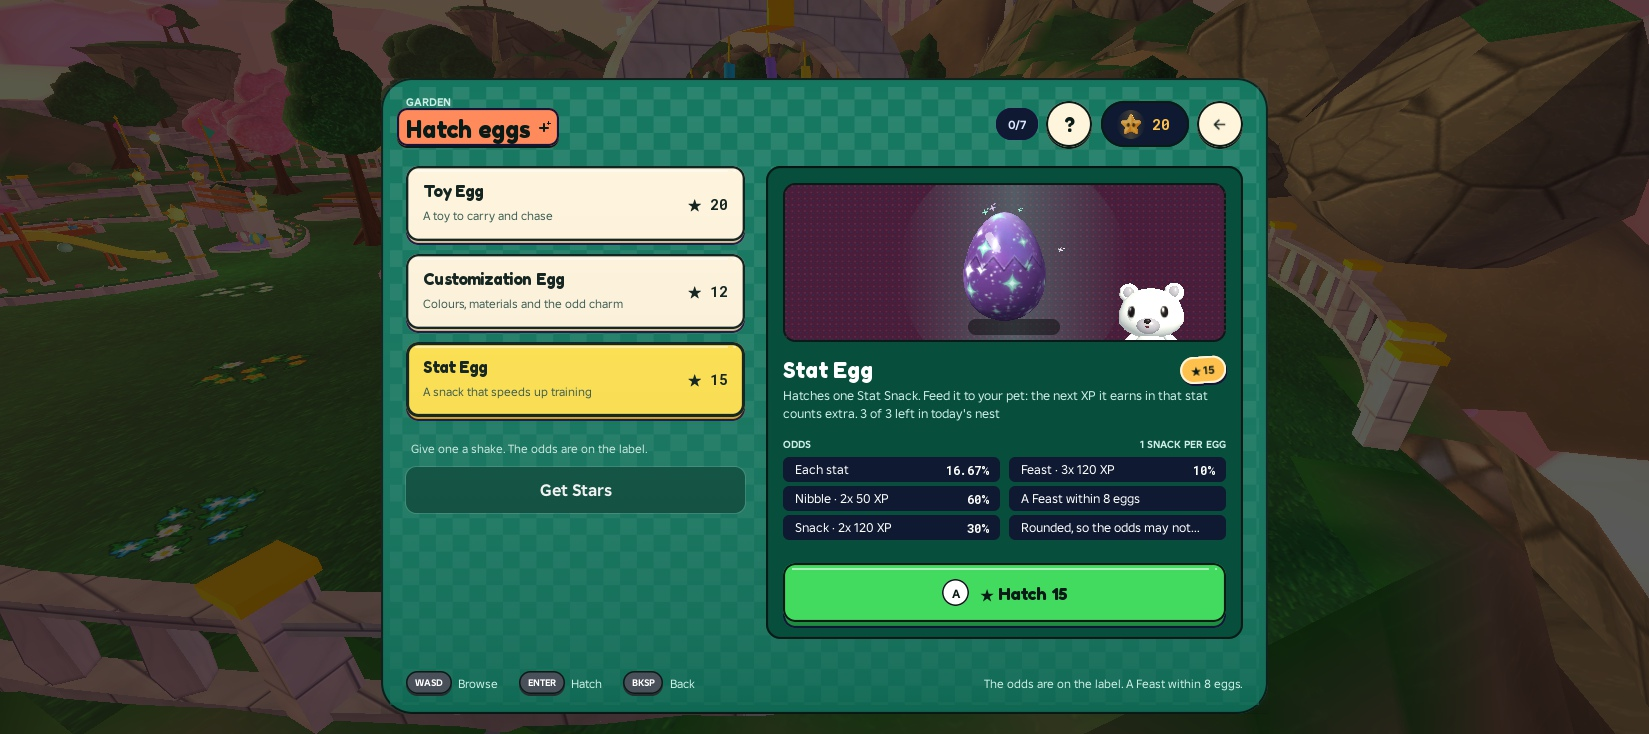 GARDEN
Hatch eggs
0/7
?
20
Toy Egg
A toy to carry and chase
★ 20
Customization Egg
Colours, materials and the odd charm
★ 12
Stat Egg
A snack that speeds up training
★ 15
Give one a shake. The odds are on the label.
Get Stars
Stat Egg
★15
Hatches one Stat Snack. Feed it to your pet: the next XP it earns in that stat
counts extra. 3 of 3 left in today's nest
ODDS
1 SNACK PER EGG
Each stat 16.67%
Feast · 3x 120 XP 10%
Nibble · 2x 50 XP 60%
A Feast within 8 eggs
Snack · 2x 120 XP 30%
Rounded, so the odds may not...
A ★ Hatch 15
WASD Browse ENTER Hatch BKSP Back
The odds are on the label. A Feast within 8 eggs.